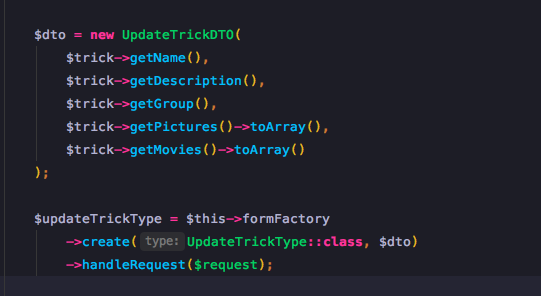 $dto = new UpdateTrickDTO(
$trick->getName(),
$trick->getDescription(),
$trick->getGroup(),
$trick->getPictures()->toArray(),
$trick->getMovies()->toArray()
);
$updateTrickType = $this->formFactory
->create( type: UpdateTrickType::class, $dto)
->handleRequest($request);